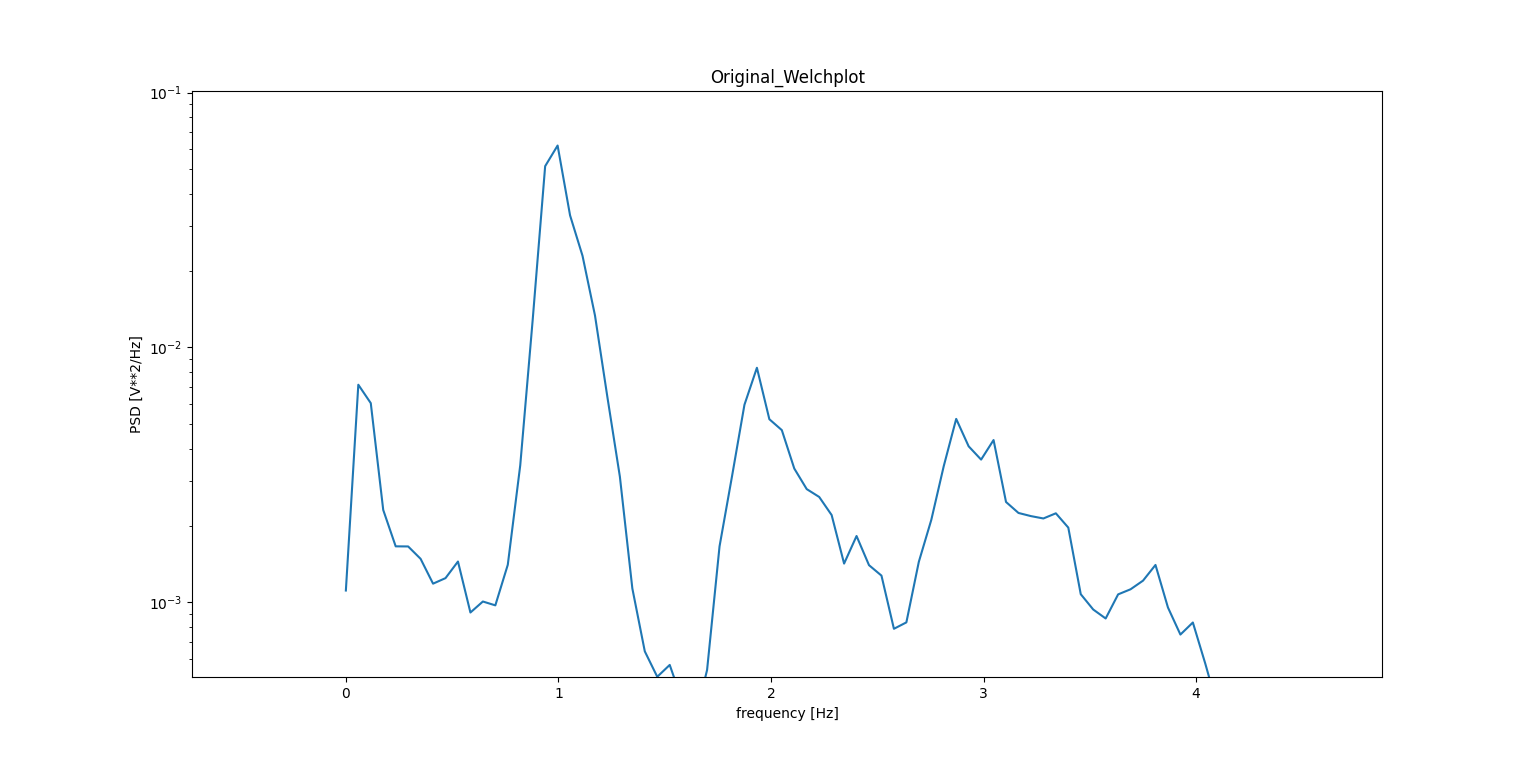 Original_Welchplot
10⁻¹
10⁻²
10⁻³
PSD [V**2/Hz]
0 1 2 3 4
frequency [Hz]